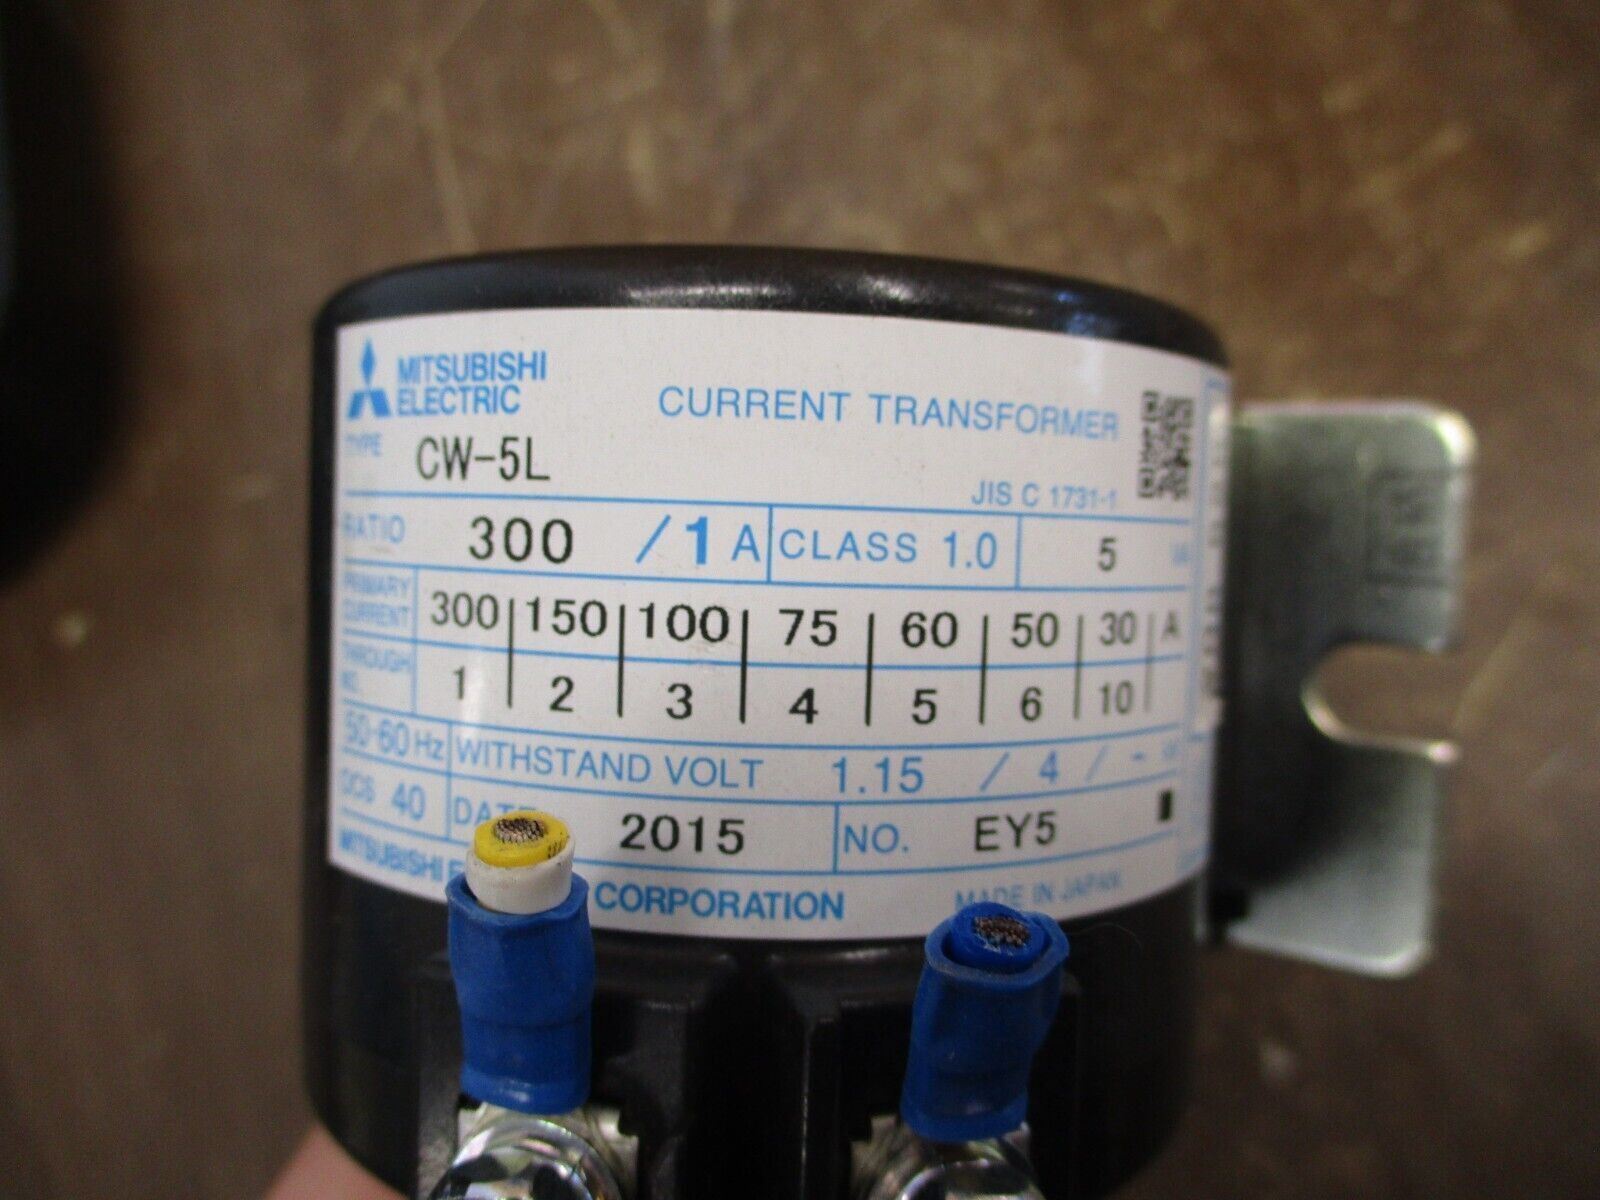 MITSUBISHI
ELECTRIC
CURRENT TRANSFORMER
TYPE CW-5L
JIS C 1731-1
RATIO 300 /1 A CLASS 1.0 5 VA
PRIMARY CURRENT 300 150 100 75 60 50 30 A
THROUGH NO. 1 2 3 4 5 6 10
50-60 Hz WITHSTAND VOLT 1.15 / 4 / -
40 DATE 2015 NO. EY5
MITSUBISHI CORPORATION MADE IN JAPAN